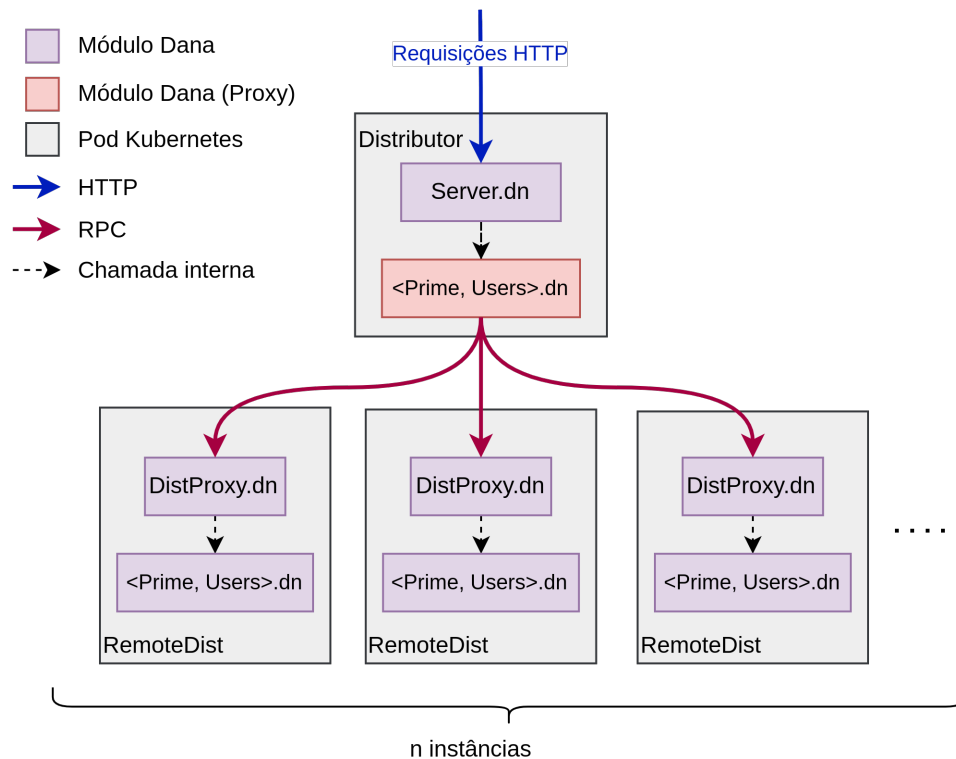 Módulo Dana
Módulo Dana (Proxy)
Pod Kubernetes
HTTP
RPC
Chamada interna
Requisições HTTP
Distributor
Server.dn
<Prime, Users>.dn
DistProxy.dn
<Prime, Users>.dn
RemoteDist
DistProxy.dn
<Prime, Users>.dn
RemoteDist
DistProxy.dn
<Prime, Users>.dn
RemoteDist
n instâncias